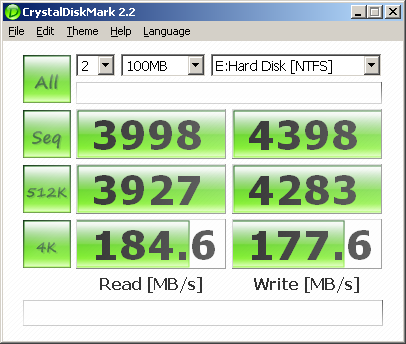 CrystalDiskMark 2.2
File Edit Theme Help Language
All 2 100MB E:Hard Disk [NTFS]
Seq 3998 4398
512K 3927 4283
4K 184.6 177.6
Read [MB/s] Write [MB/s]